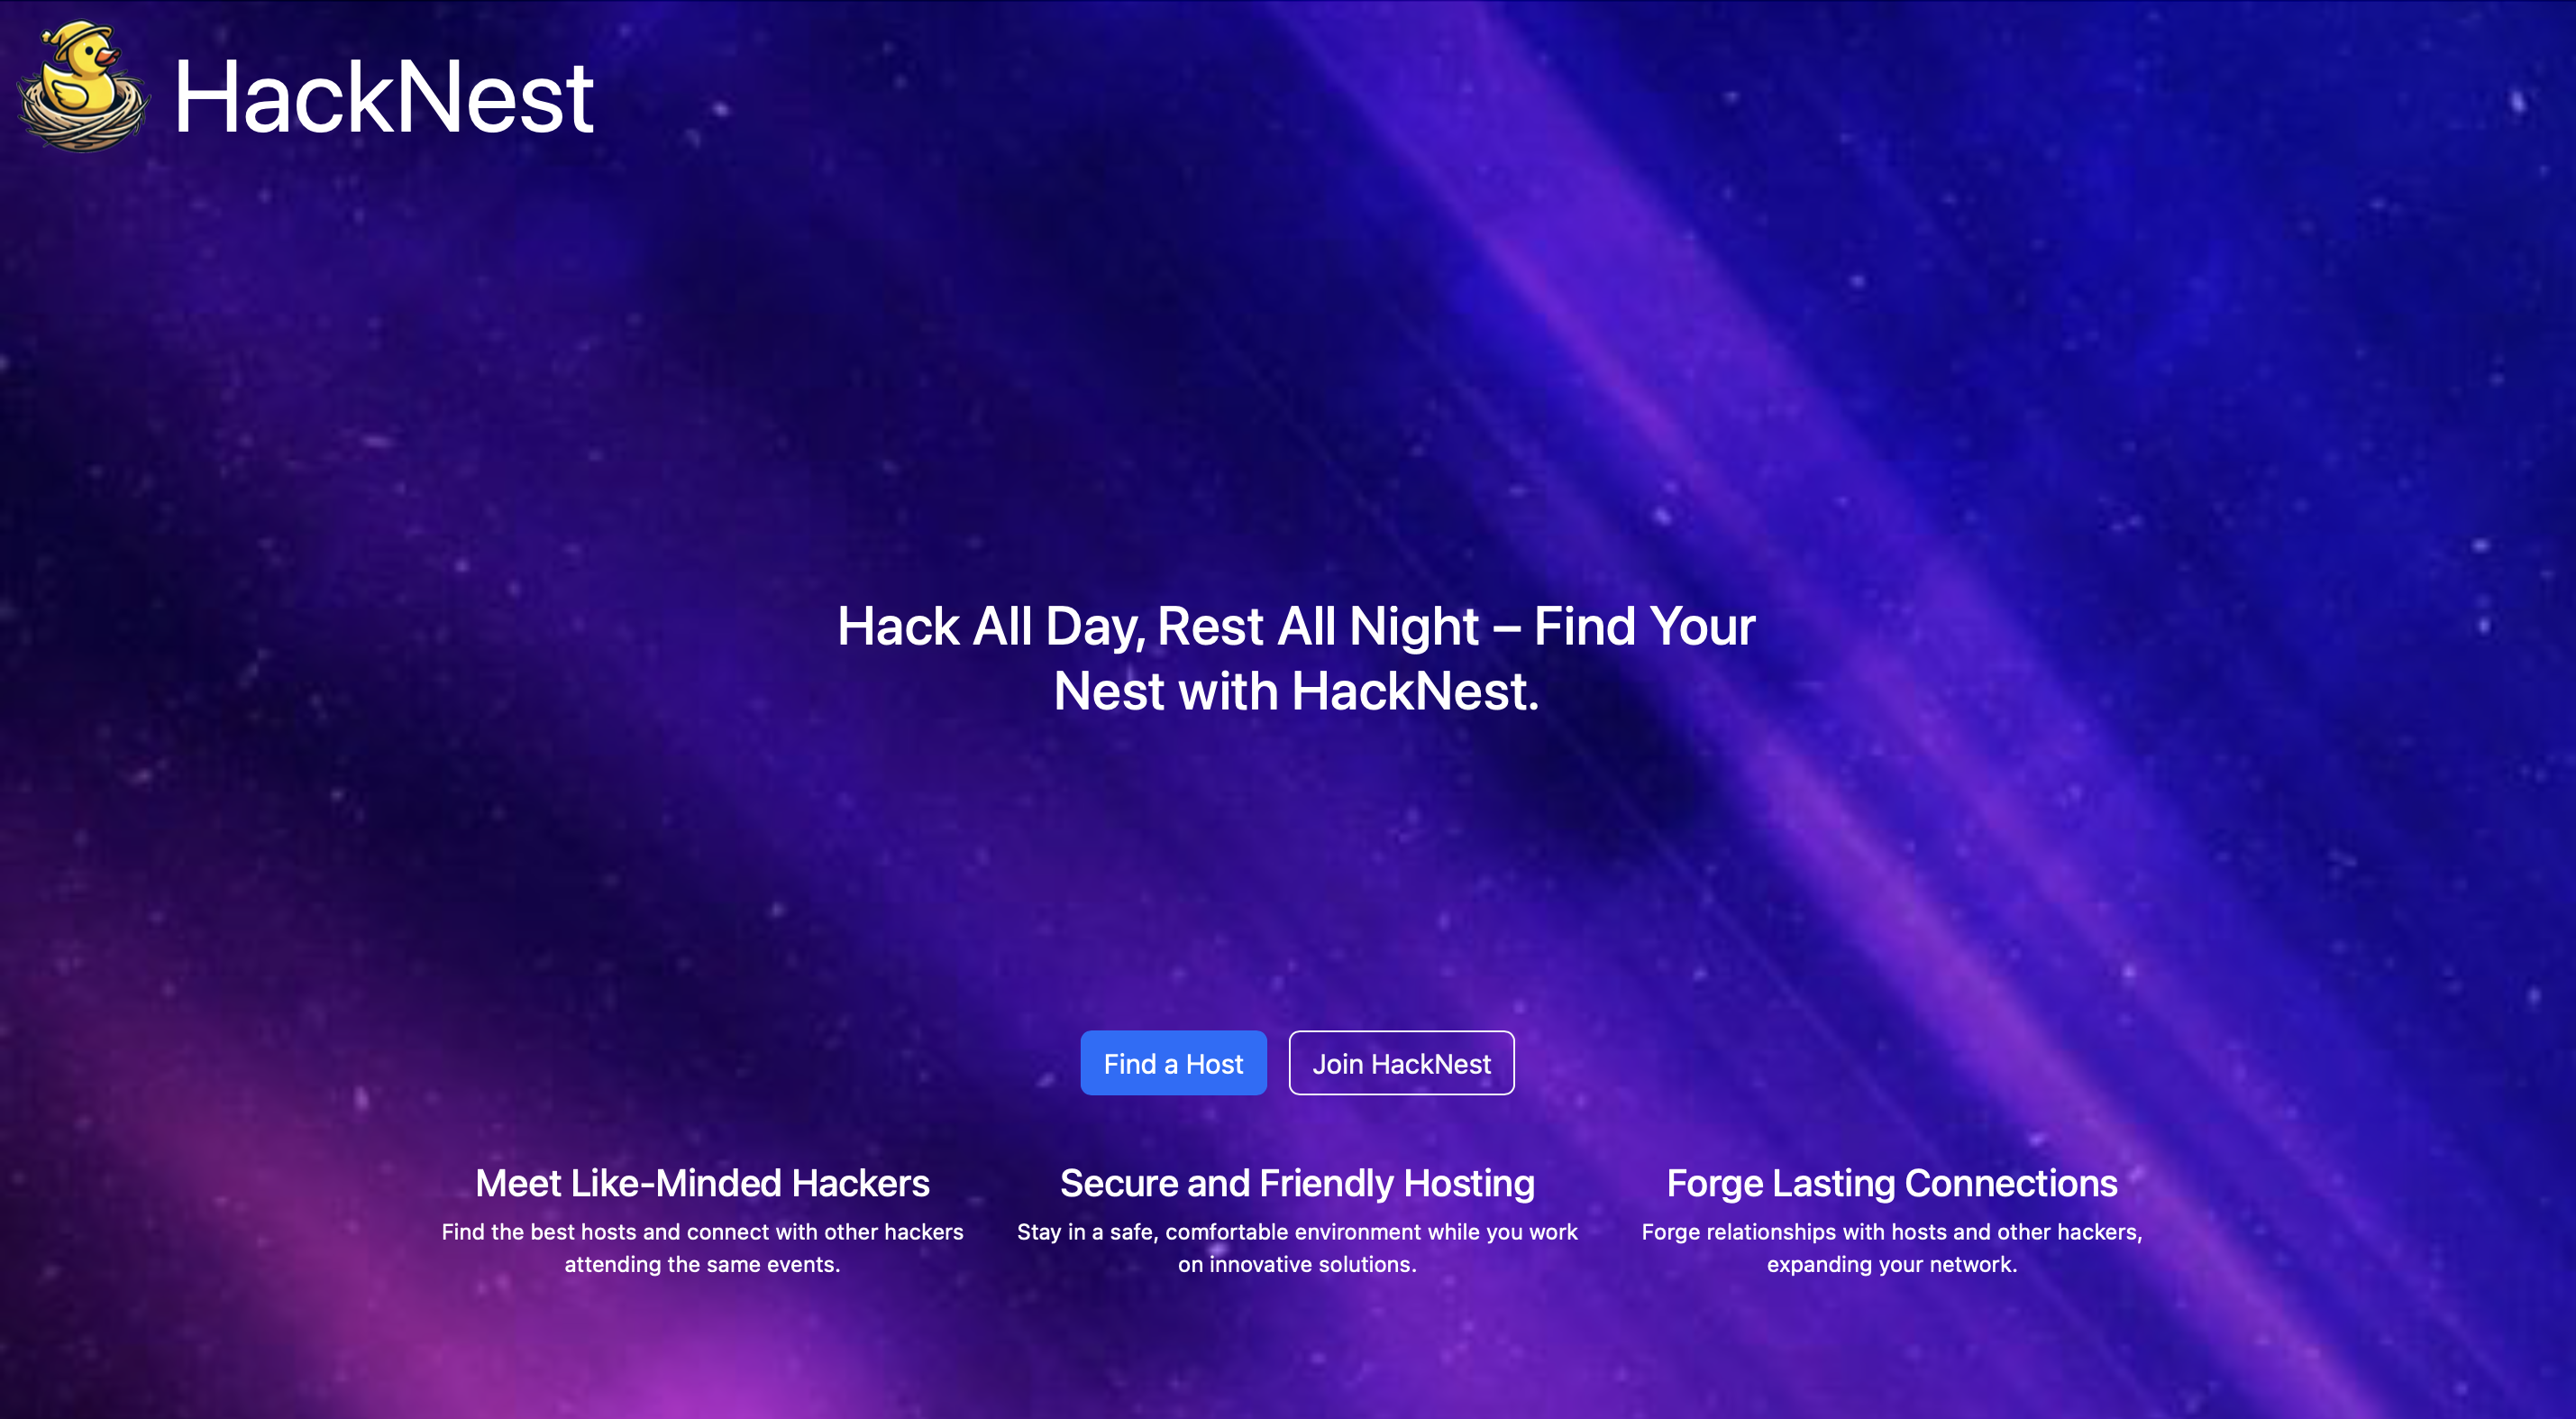 HackNest
Hack All Day, Rest All Night – Find Your
Nest with HackNest.
Find a Host
Join HackNest
Meet Like-Minded Hackers
Find the best hosts and connect with other hackers
attending the same events.
Secure and Friendly Hosting
Stay in a safe, comfortable environment while you work
on innovative solutions.
Forge Lasting Connections
Forge relationships with hosts and other hackers,
expanding your network.